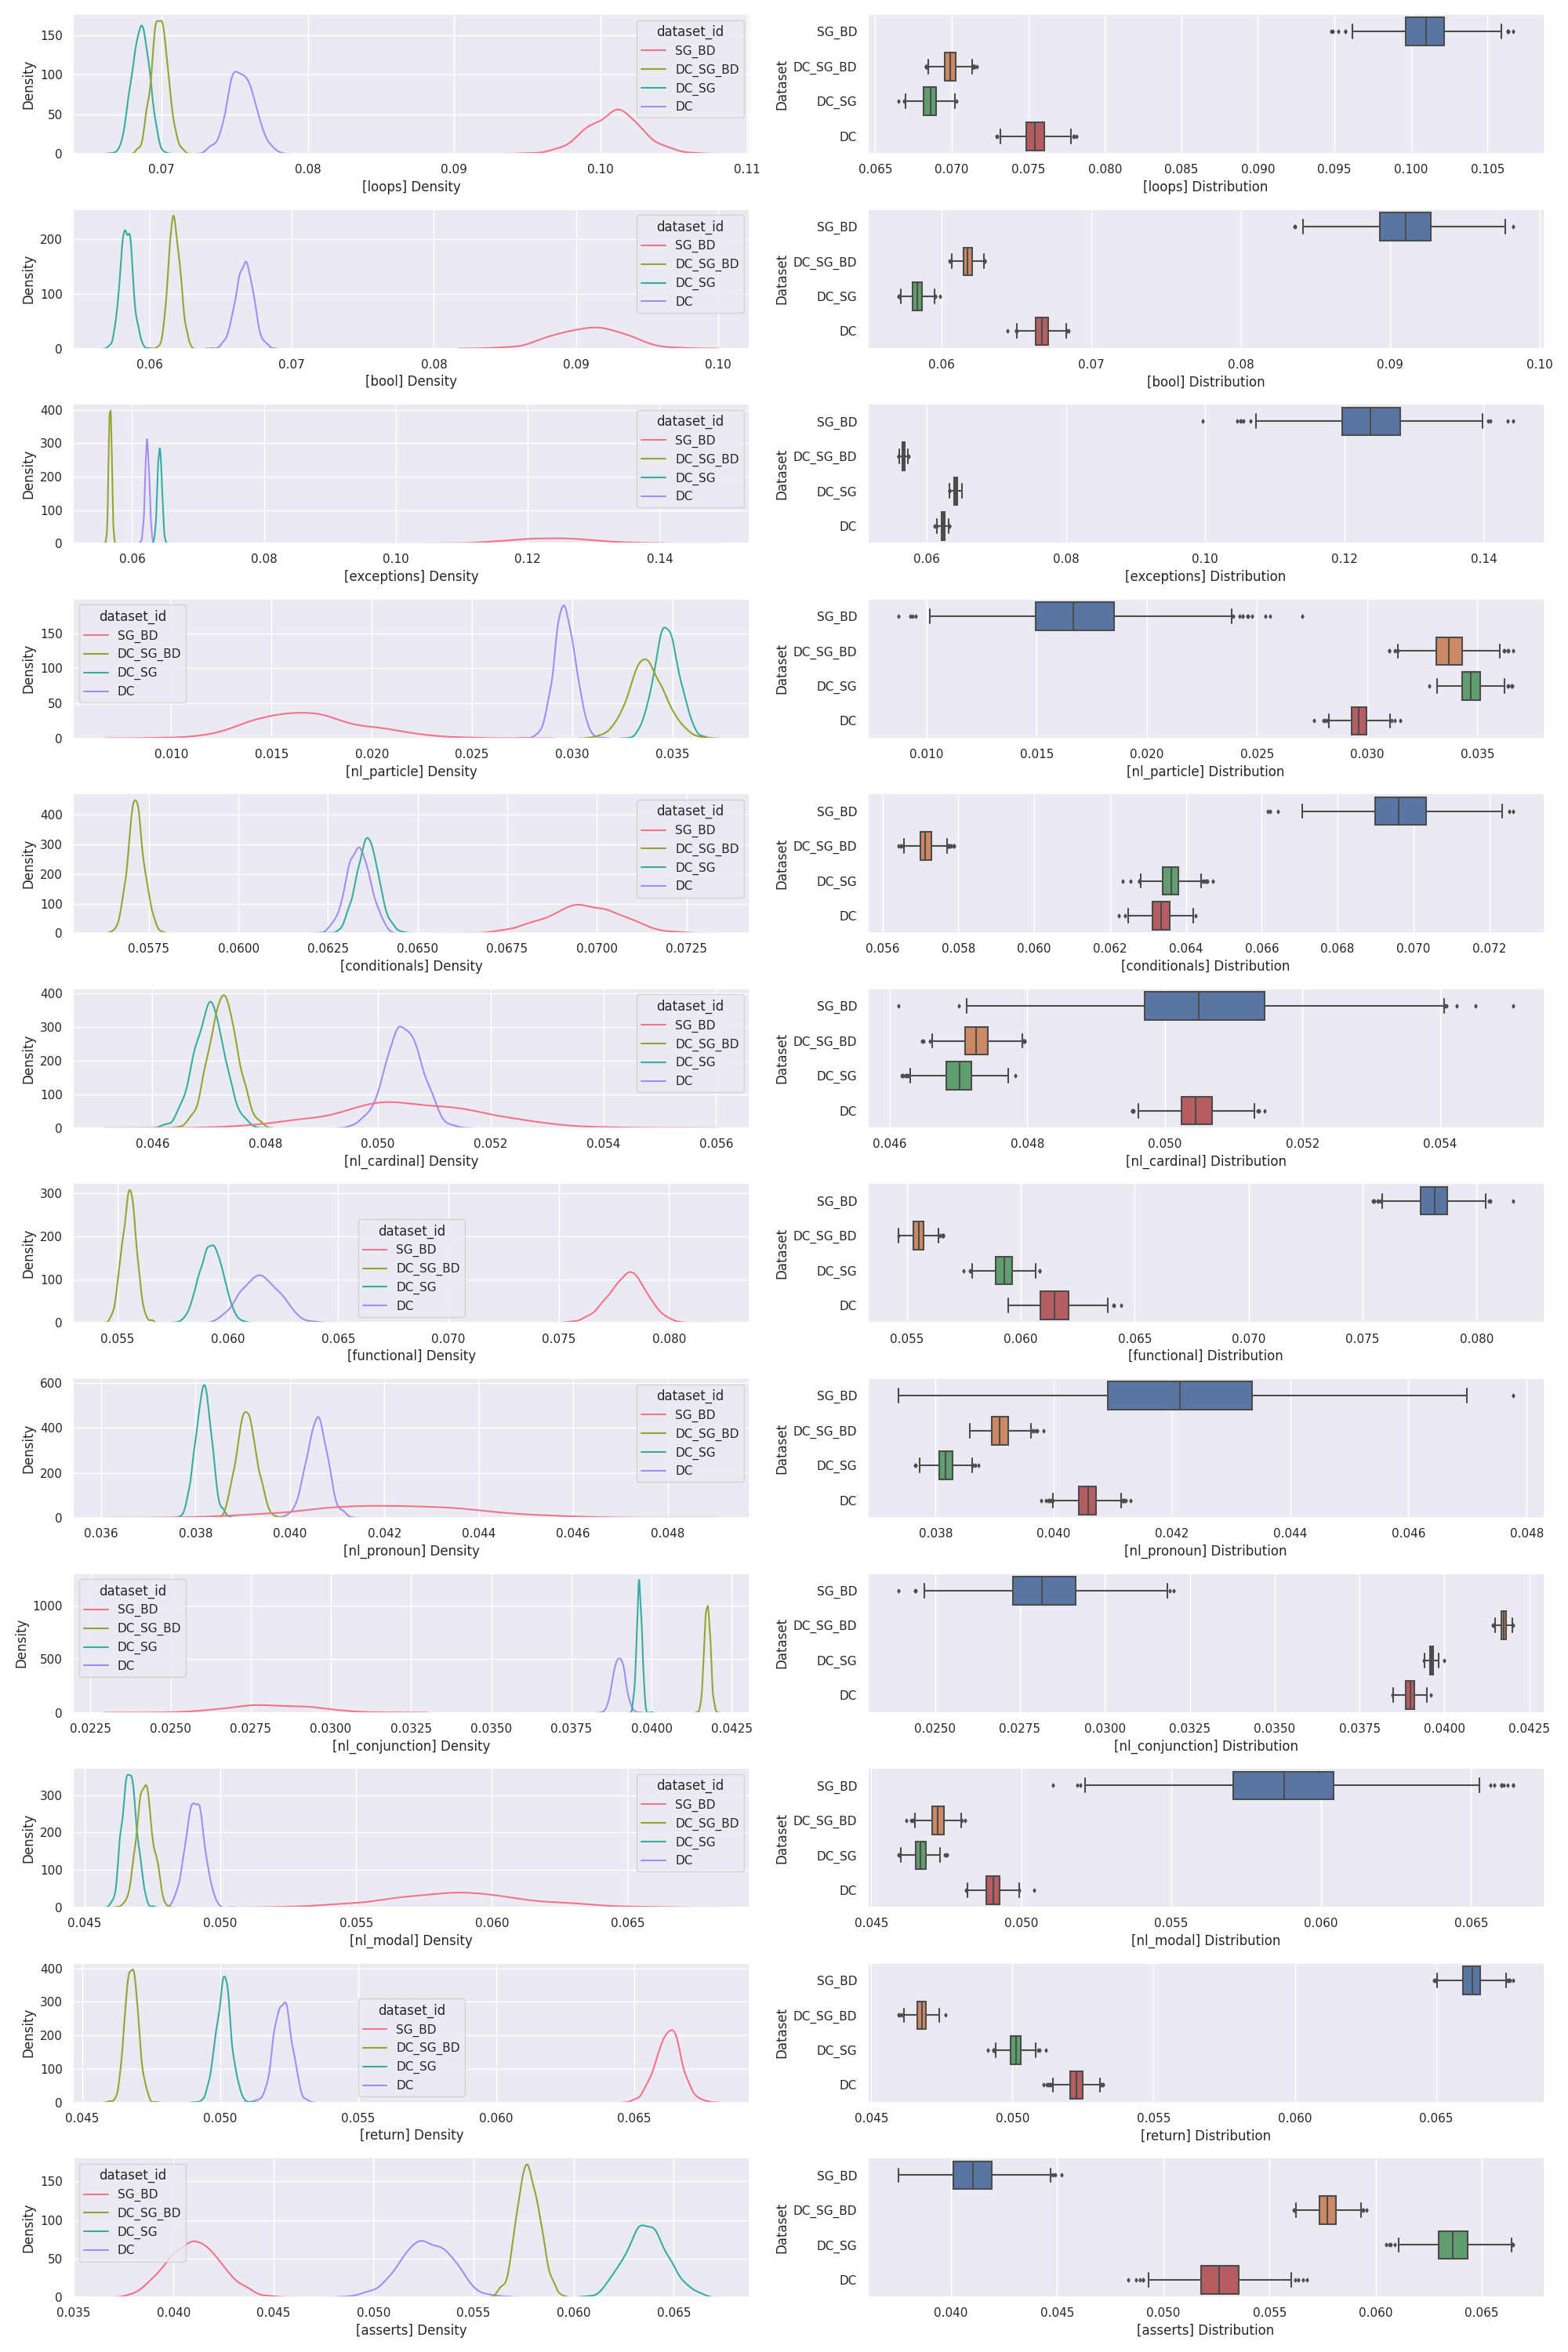 dataset_id
SG_BD
DC_SG_BD
DC_SG
DC
Density
150
100
50
0
0.07 0.08 0.09 0.10 0.11
[loops] Density
Dataset
SG_BD
DC_SG_BD
DC_SG
DC
0.065 0.070 0.075 0.080 0.085 0.090 0.095 0.100 0.105
[loops] Distribution
dataset_id
SG_BD
DC_SG_BD
DC_SG
DC
Density
200
100
0
0.06 0.07 0.08 0.09 0.10
[bool] Density
Dataset
SG_BD
DC_SG_BD
DC_SG
DC
0.06 0.07 0.08 0.09 0.10
[bool] Distribution
dataset_id
SG_BD
DC_SG_BD
DC_SG
DC
Density
400
300
200
100
0
0.06 0.08 0.10 0.12 0.14
[exceptions] Density
Dataset
SG_BD
DC_SG_BD
DC_SG
DC
0.06 0.08 0.10 0.12 0.14
[exceptions] Distribution
dataset_id
SG_BD
DC_SG_BD
DC_SG
DC
Density
150
100
50
0
0.010 0.015 0.020 0.025 0.030 0.035
[nl_particle] Density
Dataset
SG_BD
DC_SG_BD
DC_SG
DC
0.010 0.015 0.020 0.025 0.030 0.035
[nl_particle] Distribution
dataset_id
SG_BD
DC_SG_BD
DC_SG
DC
Density
400
300
200
100
0
0.0575 0.0600 0.0625 0.0650 0.0675 0.0700 0.0725
[conditionals] Density
Dataset
SG_BD
DC_SG_BD
DC_SG
DC
0.056 0.058 0.060 0.062 0.064 0.066 0.068 0.070 0.072
[conditionals] Distribution
dataset_id
SG_BD
DC_SG_BD
DC_SG
DC
Density
400
300
200
100
0
0.046 0.048 0.050 0.052 0.054 0.056
[nl_cardinal] Density
Dataset
SG_BD
DC_SG_BD
DC_SG
DC
0.046 0.048 0.050 0.052 0.054
[nl_cardinal] Distribution
dataset_id
SG_BD
DC_SG_BD
DC_SG
DC
Density
300
200
100
0
0.055 0.060 0.065 0.070 0.075 0.080
[functional] Density
Dataset
SG_BD
DC_SG_BD
DC_SG
DC
0.055 0.060 0.065 0.070 0.075 0.080
[functional] Distribution
dataset_id
SG_BD
DC_SG_BD
DC_SG
DC
Density
600
400
200
0
0.036 0.038 0.040 0.042 0.044 0.046 0.048
[nl_pronoun] Density
Dataset
SG_BD
DC_SG_BD
DC_SG
DC
0.038 0.040 0.042 0.044 0.046 0.048
[nl_pronoun] Distribution
dataset_id
SG_BD
DC_SG_BD
DC_SG
DC
Density
1000
500
0
0.0225 0.0250 0.0275 0.0300 0.0325 0.0350 0.0375 0.0400 0.0425
[nl_conjunction] Density
Dataset
SG_BD
DC_SG_BD
DC_SG
DC
0.0250 0.0275 0.0300 0.0325 0.0350 0.0375 0.0400 0.0425
[nl_conjunction] Distribution
dataset_id
SG_BD
DC_SG_BD
DC_SG
DC
Density
300
200
100
0
0.045 0.050 0.055 0.060 0.065
[nl_modal] Density
Dataset
SG_BD
DC_SG_BD
DC_SG
DC
0.045 0.050 0.055 0.060 0.065
[nl_modal] Distribution
dataset_id
SG_BD
DC_SG_BD
DC_SG
DC
Density
400
300
200
100
0
0.045 0.050 0.055 0.060 0.065
[return] Density
Dataset
SG_BD
DC_SG_BD
DC_SG
DC
0.045 0.050 0.055 0.060 0.065
[return] Distribution
dataset_id
SG_BD
DC_SG_BD
DC_SG
DC
Density
150
100
50
0
0.035 0.040 0.045 0.050 0.055 0.060 0.065
[asserts] Density
Dataset
SG_BD
DC_SG_BD
DC_SG
DC
0.040 0.045 0.050 0.055 0.060 0.065
[asserts] Distribution